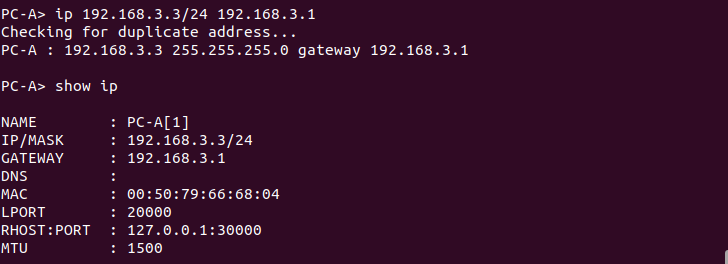 PC-A> ip 192.168.3.3/24 192.168.3.1
Checking for duplicate address...
PC-A : 192.168.3.3 255.255.255.0 gateway 192.168.3.1
PC-A> show ip
NAME        : PC-A[1]
IP/MASK     : 192.168.3.3/24
GATEWAY     : 192.168.3.1
DNS         :
MAC         : 00:50:79:66:68:04
LPORT       : 20000
RHOST:PORT  : 127.0.0.1:30000
MTU         : 1500